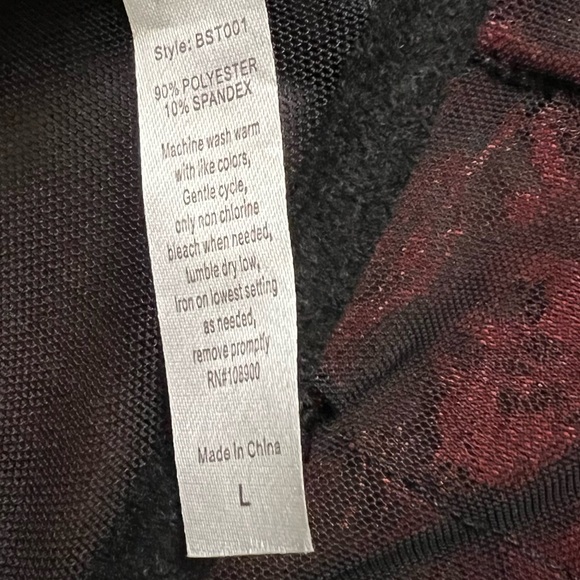 Style: BST001
90% POLYESTER
10% SPANDEX
Machine wash warm
with like colors,
Gentle cycle,
only non chlorine
bleach when needed,
tumble dry low,
Iron on lowest setting
as needed,
remove promptly
RN#108900
Made In China
L